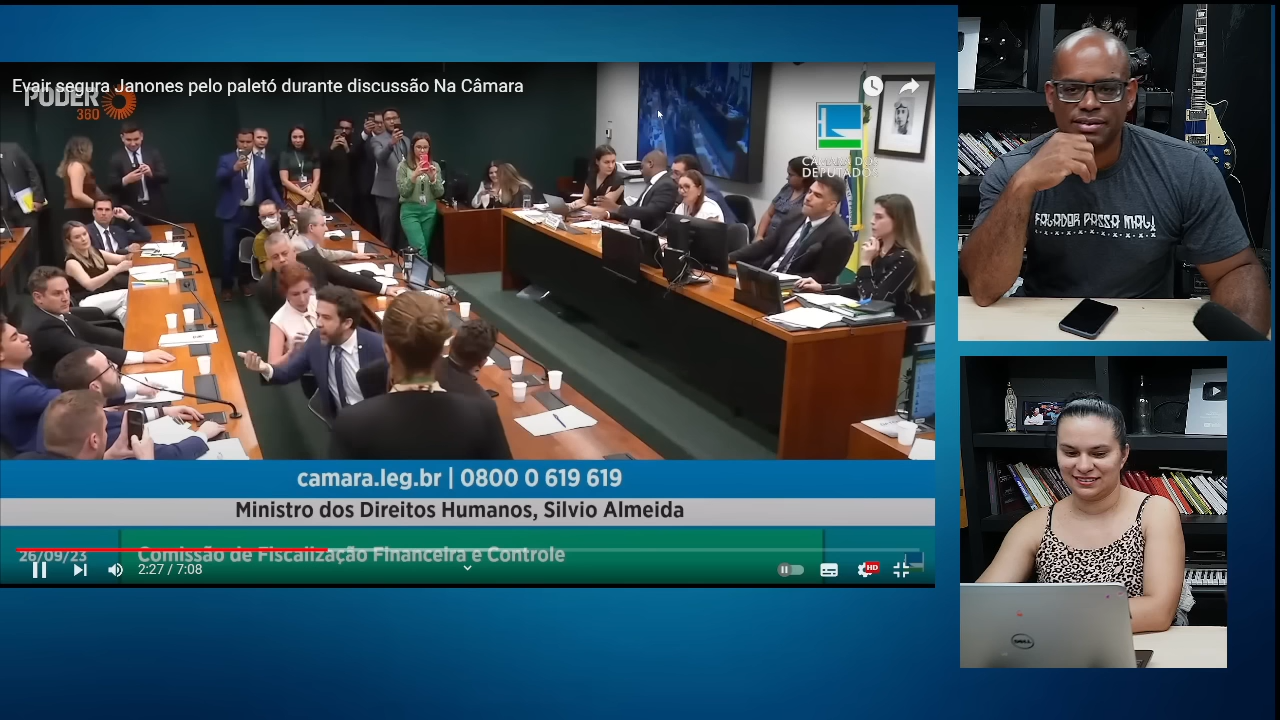 Evair segura Janones pelo paletó durante discussão Na Câmara
PODER
360
CÂMARA DOS
DEPUTADOS
FALADOR PASSA MAL!
camara.leg.br | 0800 0 619 619
Ministro dos Direitos Humanos, Silvio Almeida
26/09/23
Comissão de Fiscalização Financeira e Controle
2:27 / 7:08
HD
DELL